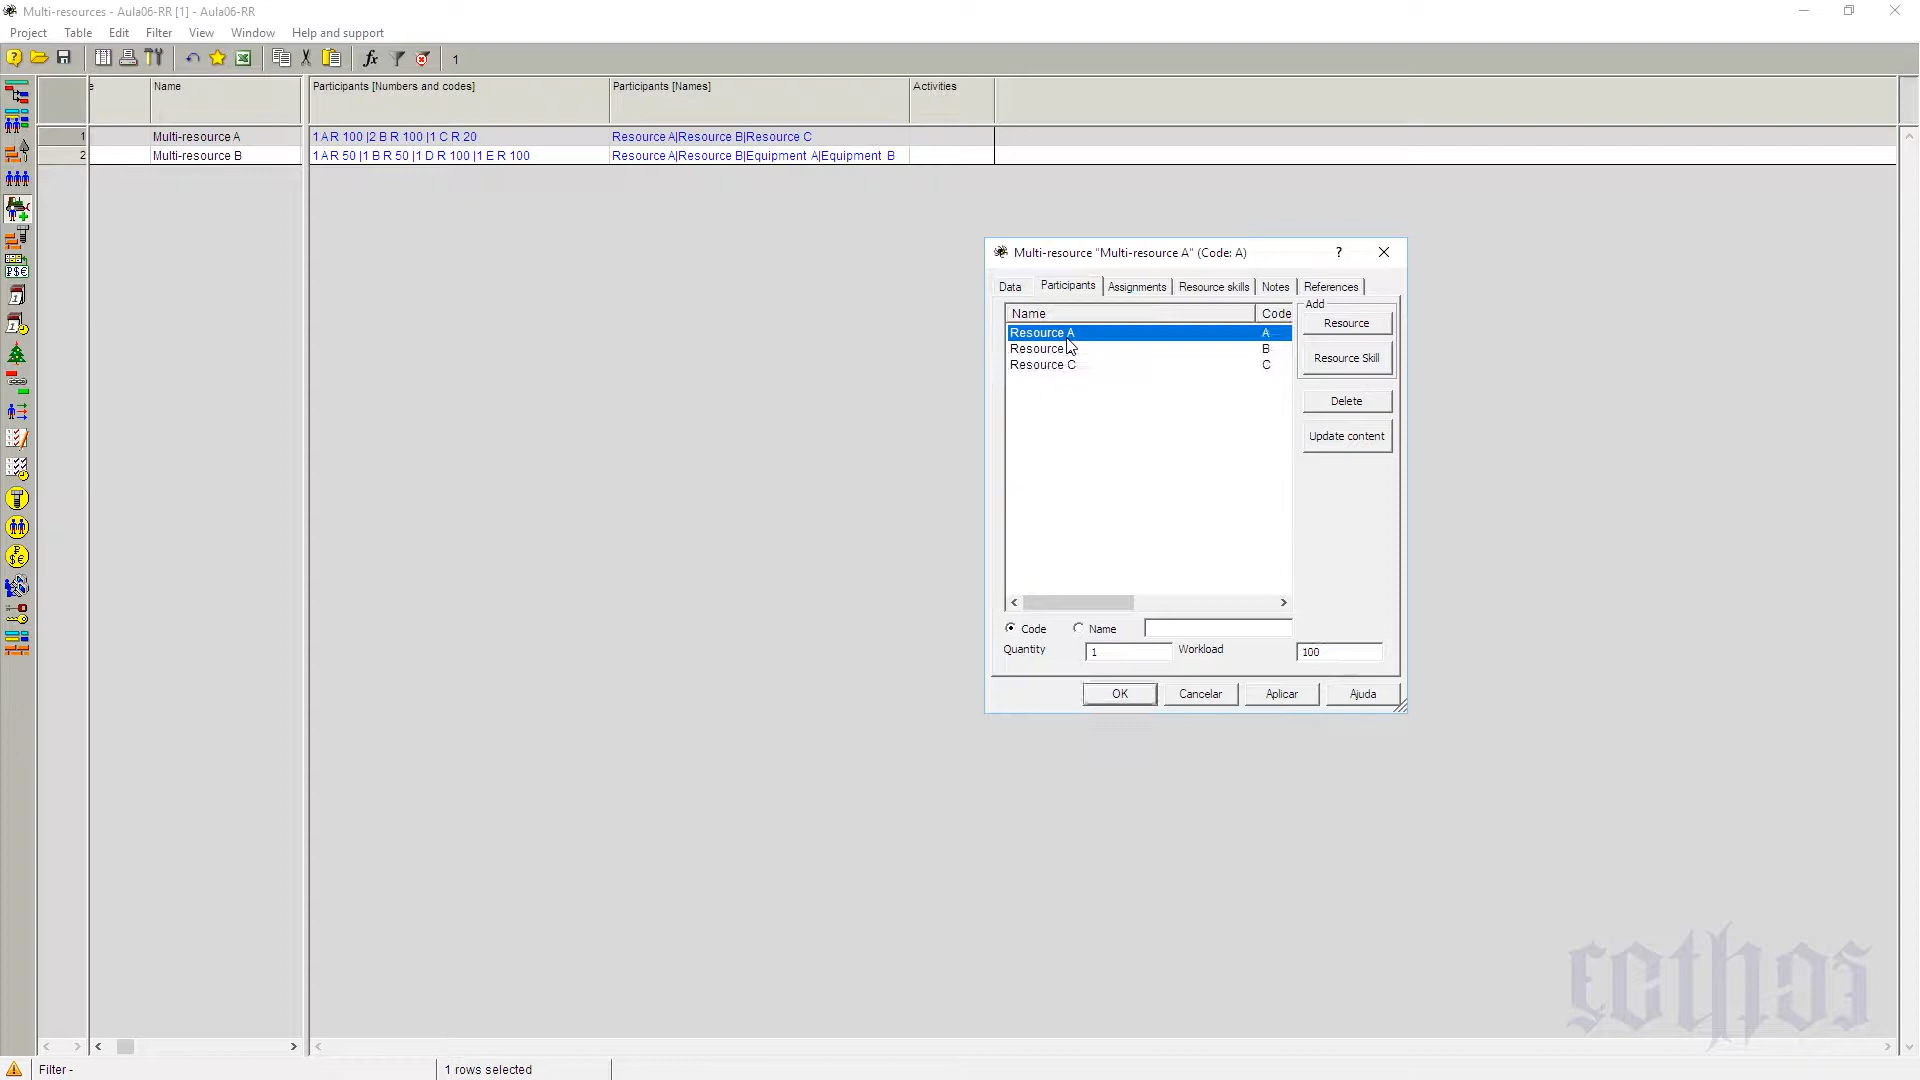 Multi-resources - Aula06-RR [1] - Aula06-RR
Project Table Edit Filter View Window Help and support
1
e Name Participants [Numbers and codes] Participants [Names] Activities
1 Multi-resource A 1 A R 100 |2 B R 100 |1 C R 20 Resource A|Resource B|Resource C
2 Multi-resource B 1 A R 50 |1 B R 50 |1 D R 100 |1 E R 100 Resource A|Resource B|Equipment A|Equipment B
Multi-resource "Multi-resource A" (Code: A) ?
Data Participants Assignments Resource skills Notes References
Add
Name Code
Resource
Resource A A
Resource B
Resource Skill
Resource C C
Delete
Update content
Code Name
Quantity 1 Workload 100
OK Cancelar Aplicar Ajuda
Filter - 1 rows selected